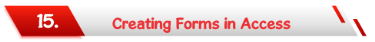 15. Creating Forms in Access